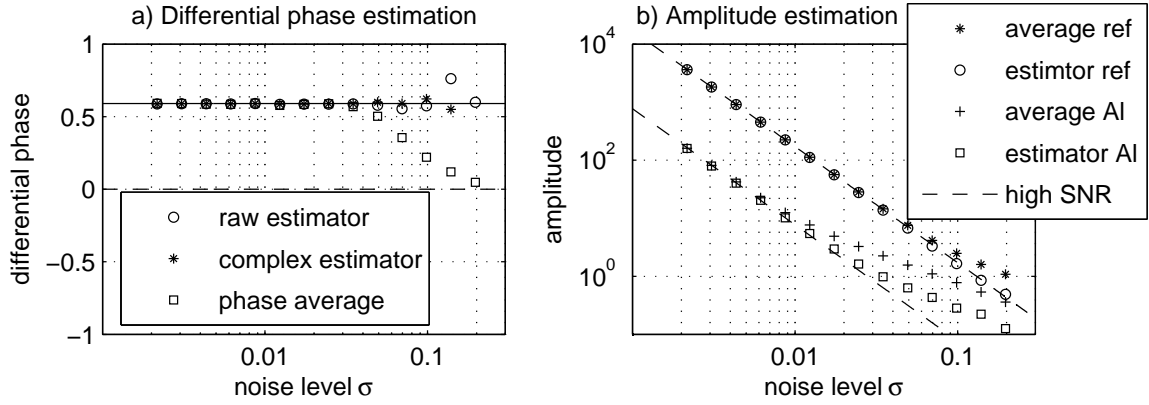 a) Differential phase estimation
1
0.5
0
−0.5
−1
differential phase
raw estimator
complex estimator
phase average
0.01
0.1
noise level σ
b) Amplitude estimation
10^4
10^2
10^0
amplitude
average ref
estimtor ref
average AI
estimator AI
high SNR
0.01
0.1
noise level σ